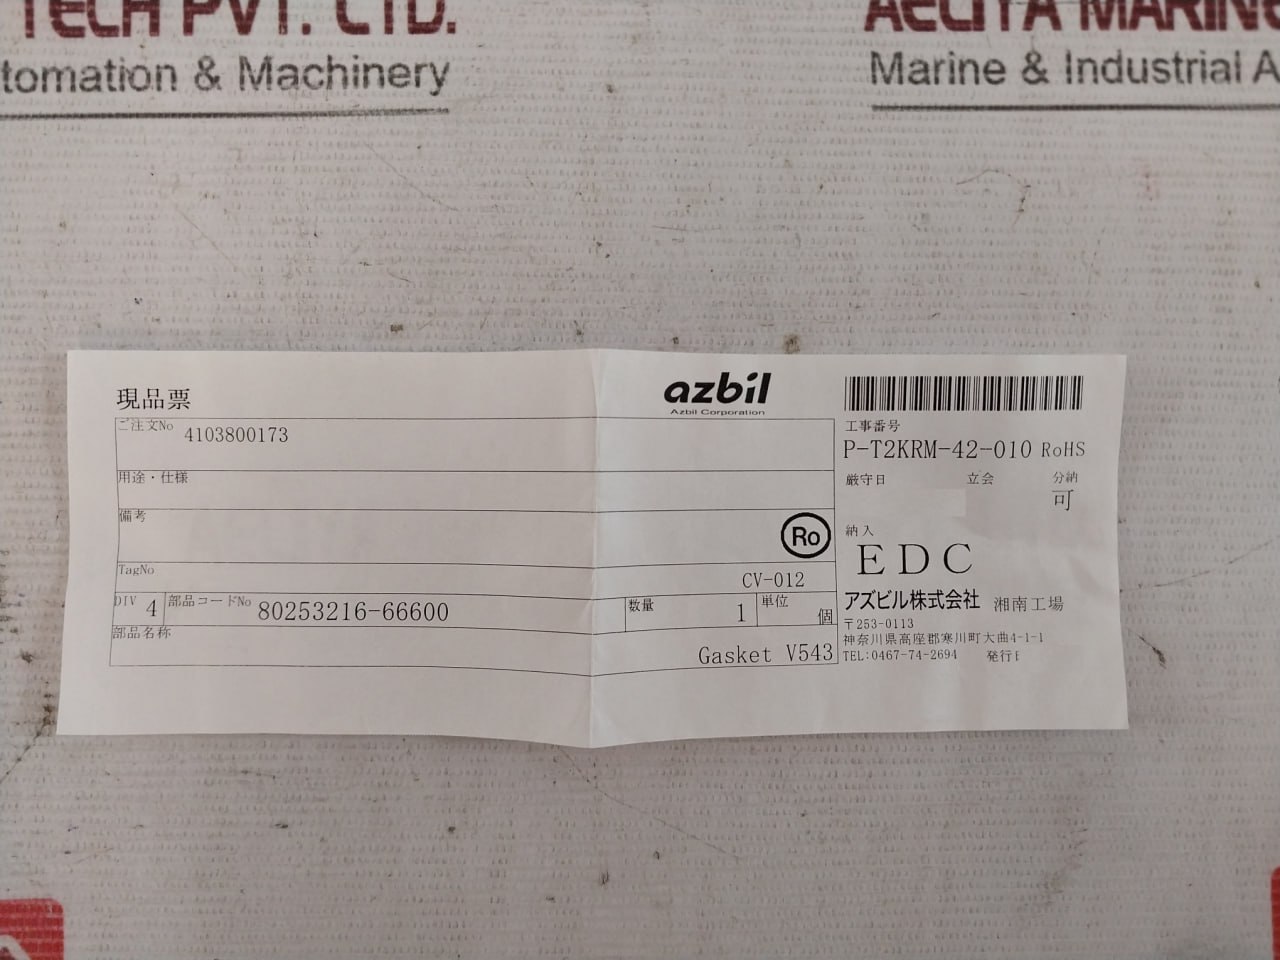 TECH PVT. LTD.
tomation & Machinery
AELIYA MARINE
Marine & Industrial A
現品票
azbil
Azbil Corporation
ご注文No 4103800173
用途・仕様
備考
Ro
TagNo CV-012
DIV 4 部品コードNo 80253216-66600 数量 1 単位 個
部品名称 Gasket V543
工事番号
P-T2KRM-42-010 RoHS
厳守日 立会 分納
可
納入
EDC
アズビル株式会社 湘南工場
〒253-0113
神奈川県高座郡寒川町大曲4-1-1
TEL:0467-74-2694 発行